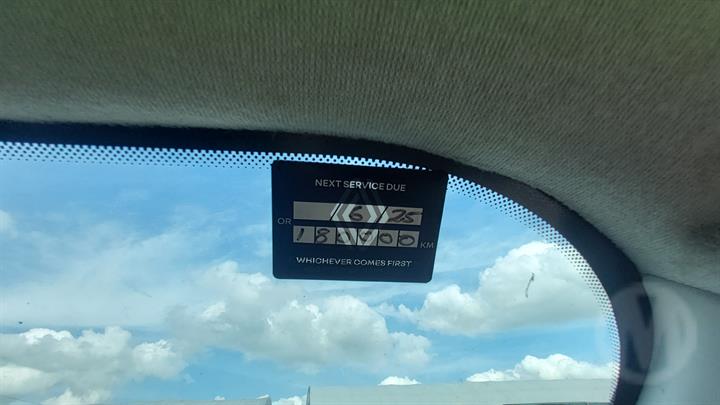 NEXT SERVICE DUE
6/25
OR
KM
WHICHEVER COMES FIRST